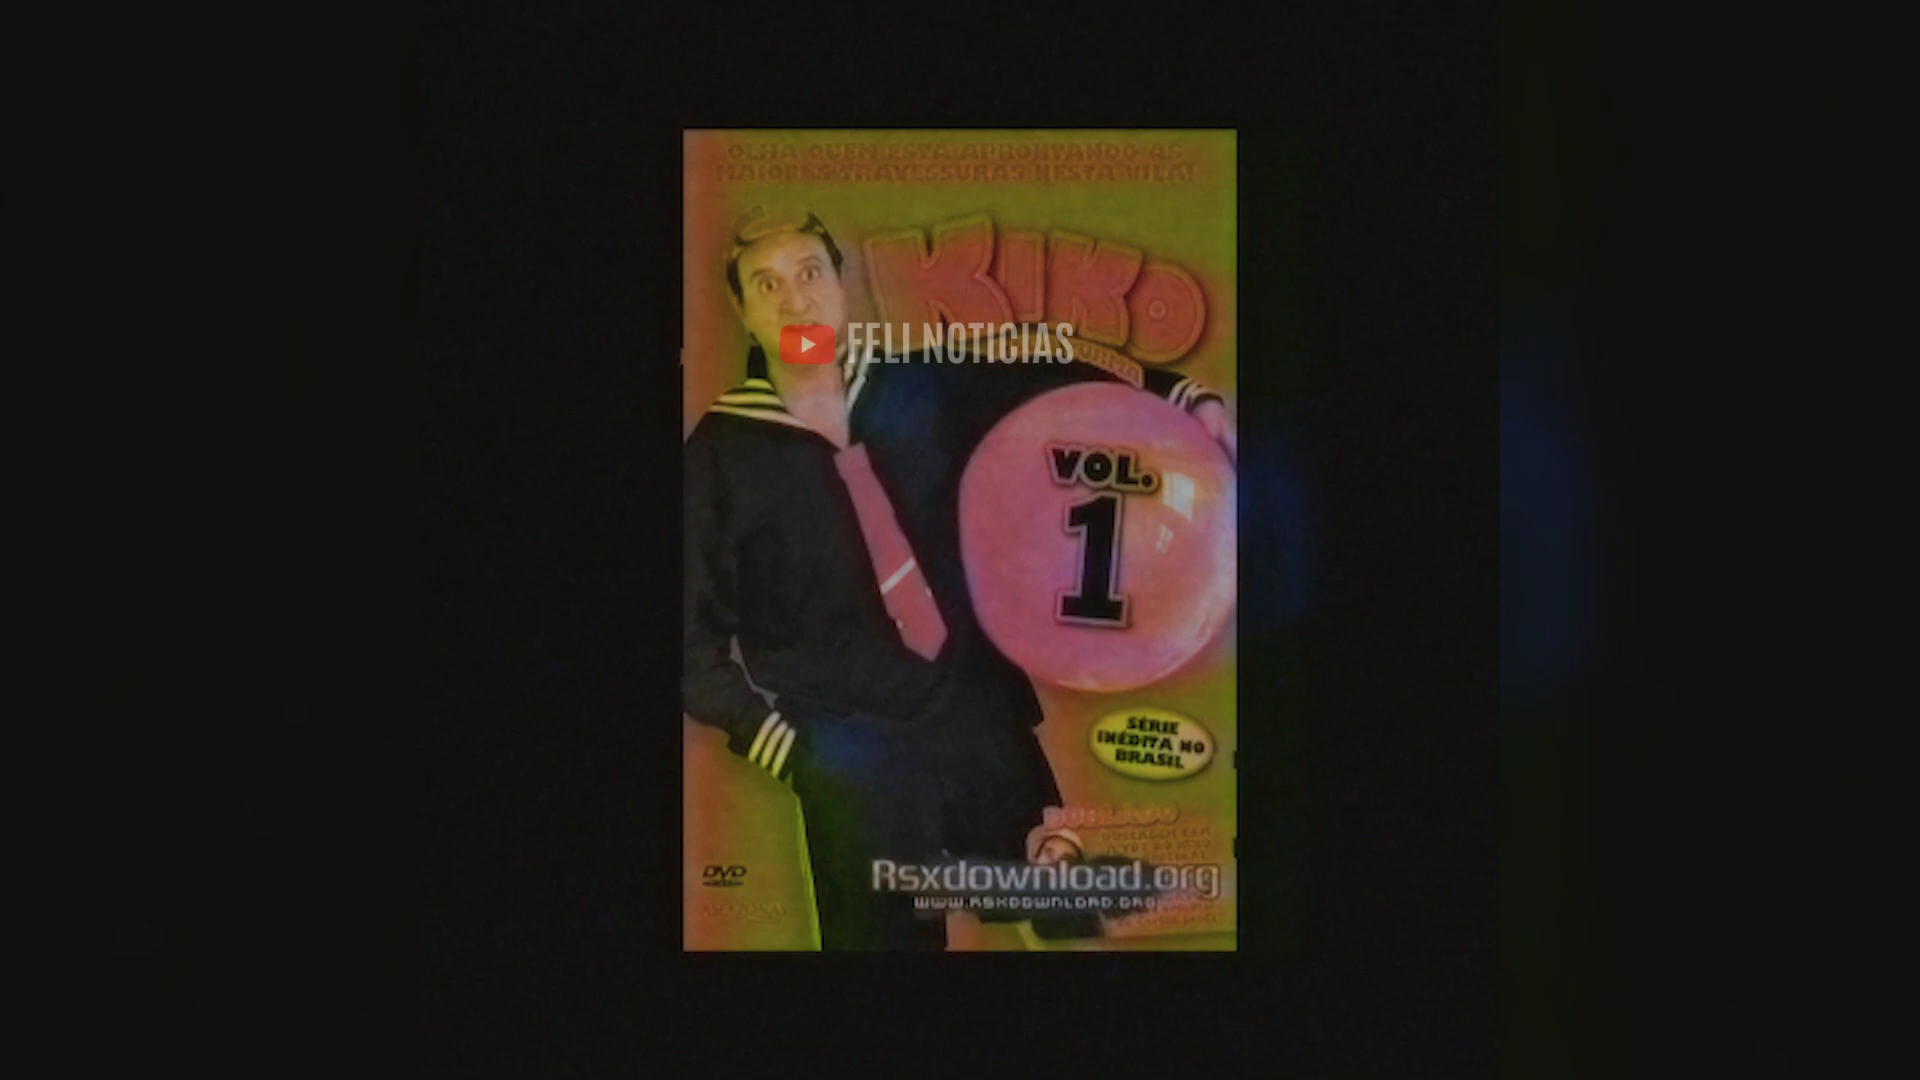 OLHA QUEM ESTA APRONTANDO AS
MAIORES TRAVESSURAS NESTA VILA!
KIKO
FELI NOTICIAS
VOL.
1
SÉRIE
INÉDITA NO
BRASIL
DUBLADO
DVD
Rsxdownload.org
WWW.RSXDOWNLOAD.ORG